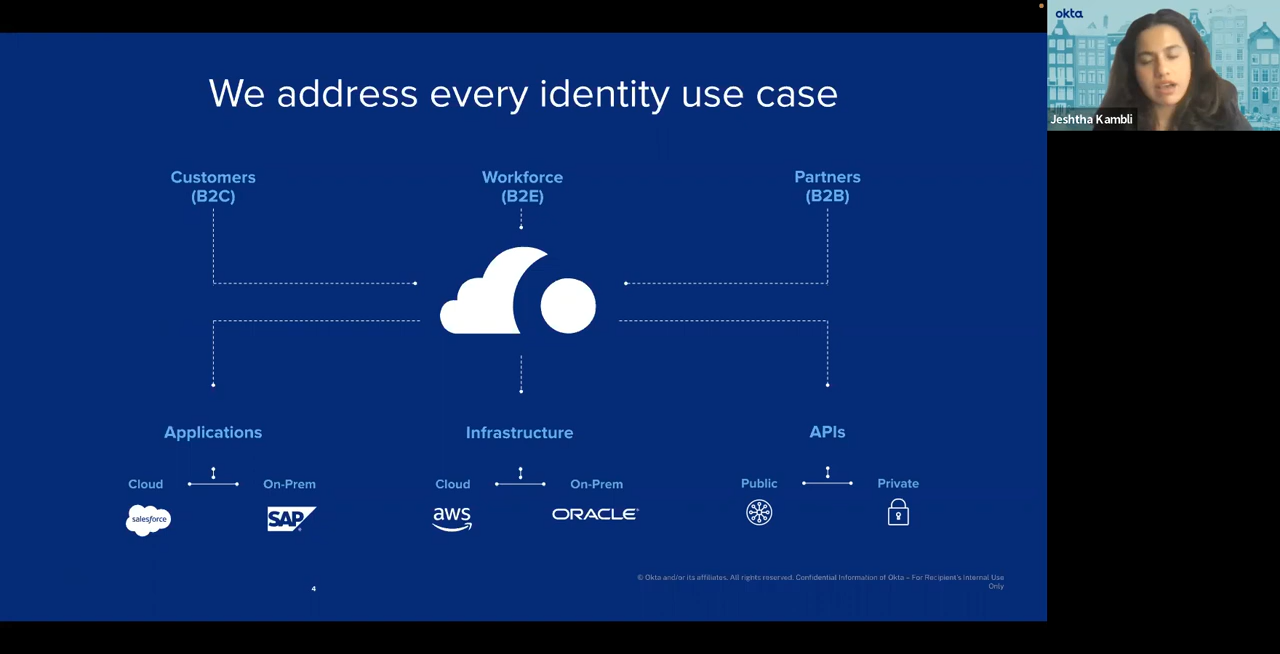 okta
Jeshtha Kambli
We address every identity use case
Customers
(B2C)
Workforce
(B2E)
Partners
(B2B)
Applications
Infrastructure
APIs
Cloud
On-Prem
Cloud
On-Prem
Public
Private
salesforce
SAP
aws
ORACLE
© Okta and/or its affiliates. All rights reserved. Confidential Information of Okta – For Recipient's Internal Use
Only
4